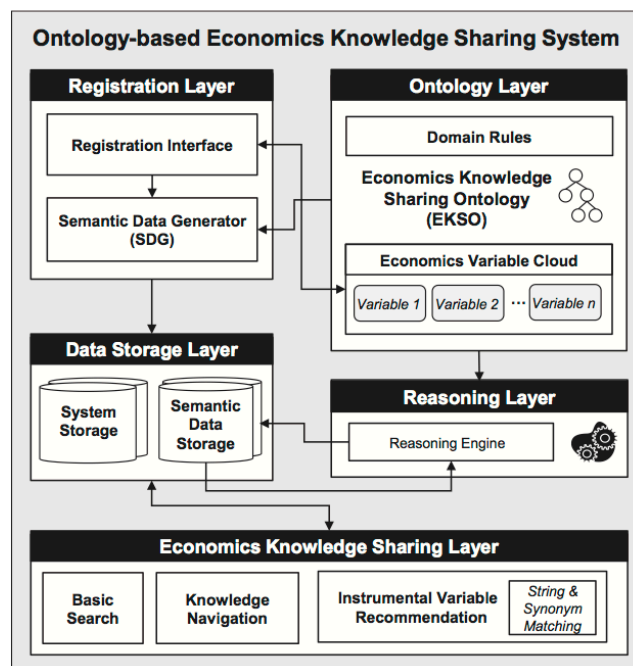 Ontology-based Economics Knowledge Sharing System
Registration Layer
Registration Interface
Semantic Data Generator
(SDG)
Ontology Layer
Domain Rules
Economics Knowledge
Sharing Ontology
(EKSO)
Economics Variable Cloud
Variable 1 Variable 2 ··· Variable n
Data Storage Layer
System
Storage
Semantic
Data
Storage
Reasoning Layer
Reasoning Engine
Economics Knowledge Sharing Layer
Basic
Search
Knowledge
Navigation
Instrumental Variable
Recommendation
String &
Synonym
Matching